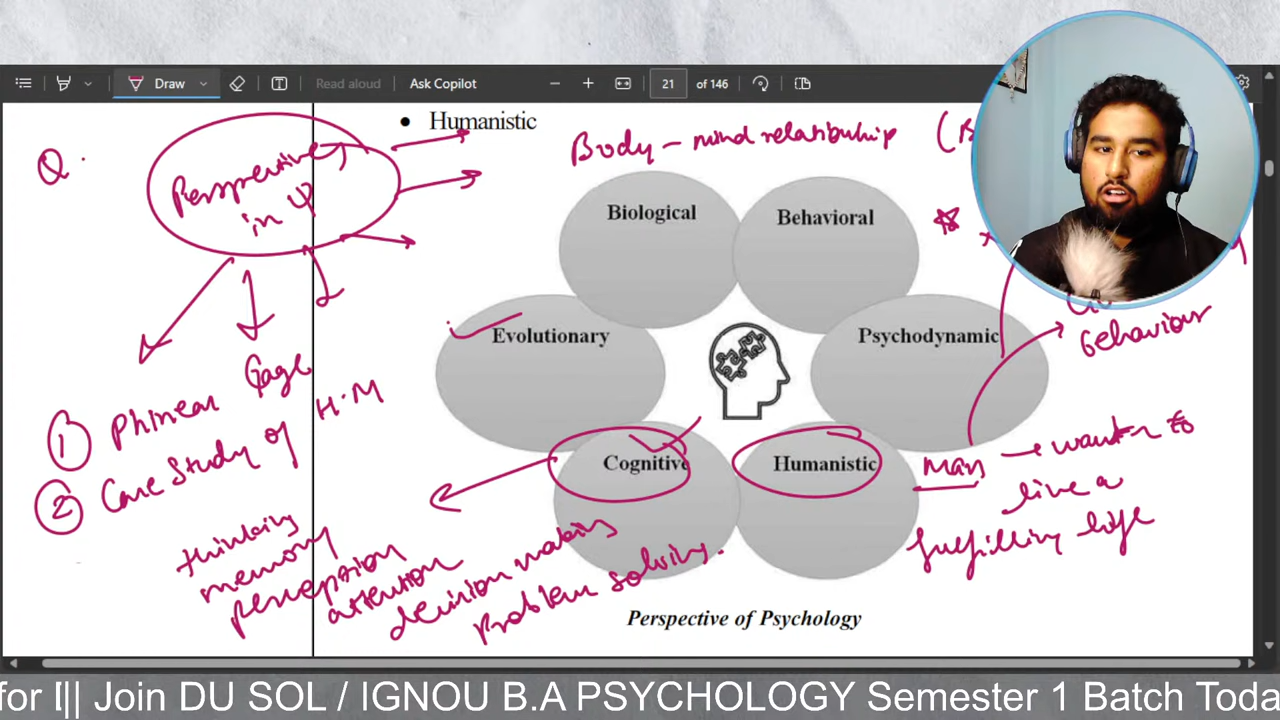 Draw
Read aloud
Ask Copilot
21
of 146
Humanistic
Q.
Perspectives
in Ψ
Body - mind relationship
Biological
Behavioral
Evolutionary
Psychodynamic
Cognitive
Humanistic
behaviour
① Phineas Gage
② Case Study of H.M
man → wants to
live a
fulfilling life
thinking
memory
perception
attention
decision making
problem solving.
Perspective of Psychology
for || Join DU SOL / IGNOU B.A PSYCHOLOGY Semester 1 Batch Toda